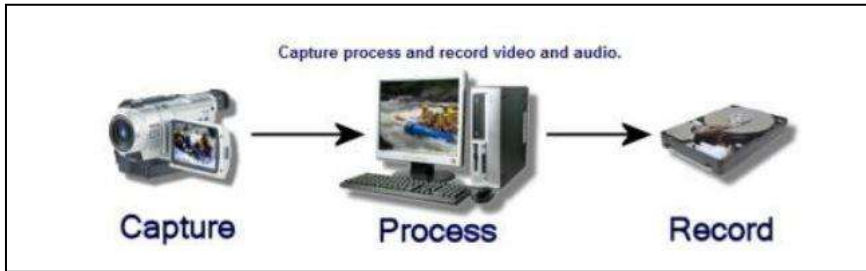 Capture process and record video and audio.
Capture
Process
Record